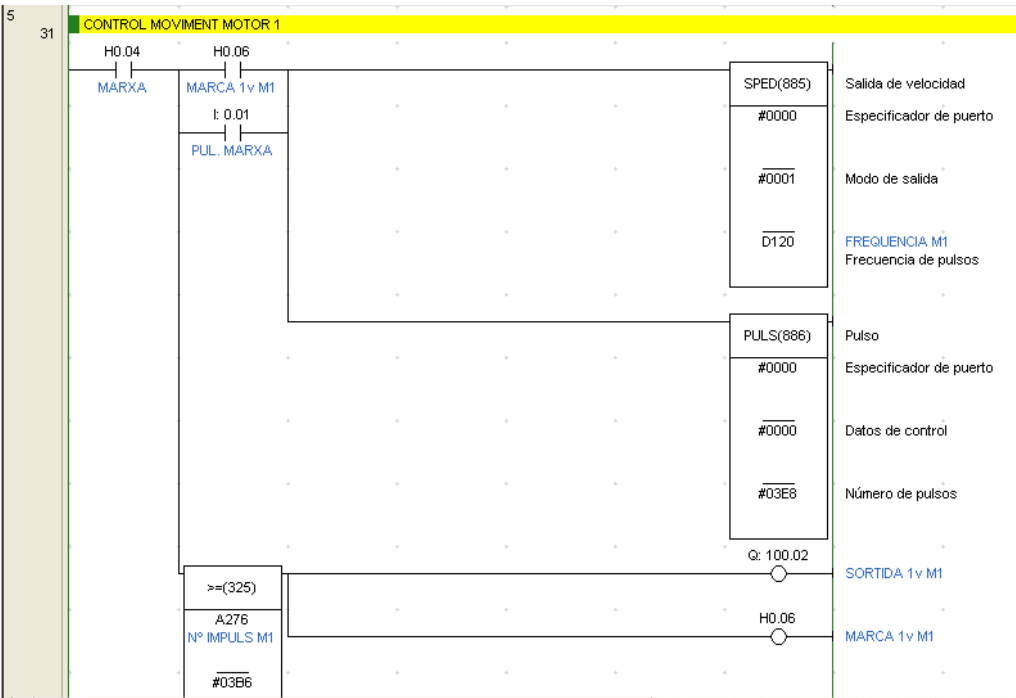 5
31
CONTROL MOVIMENT MOTOR 1
H0.04
H0.06
MARXA
MARCA 1v M1
I: 0.01
PUL. MARXA
SPED(885)
Salida de velocidad
#0000
Especificador de puerto
#0001
Modo de salida
D120
FREQUENCIA M1
Frecuencia de pulsos
PULS(886)
Pulso
#0000
Especificador de puerto
#0000
Datos de control
#03E8
Número de pulsos
Q: 100.02
SORTIDA 1v M1
>=(325)
A276
Nº IMPULS M1
H0.06
MARCA 1v M1
#03B6